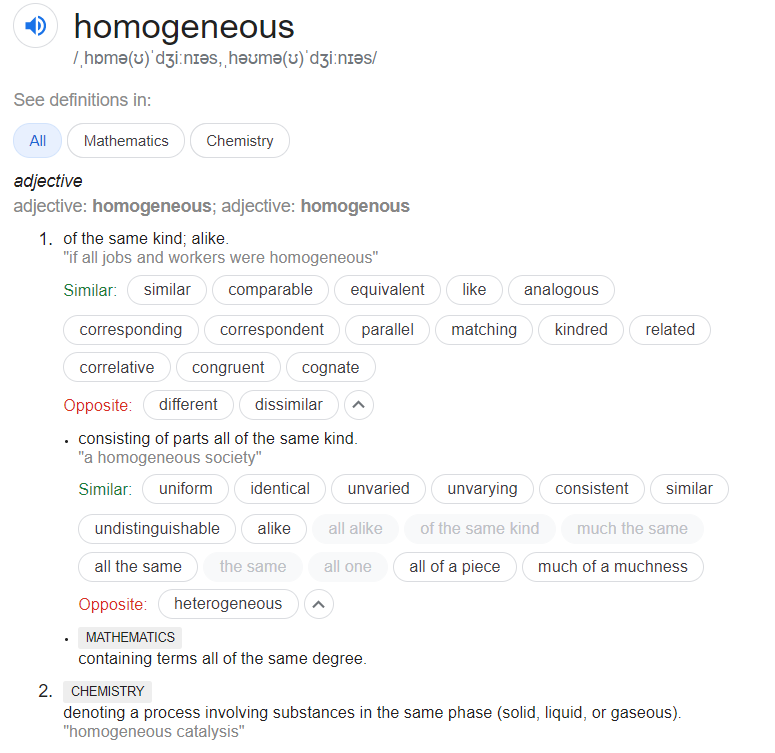 homogeneous
/ˌhɒmə(ʊ)ˈdʒiːnɪəs,ˌhəʊmə(ʊ)ˈdʒiːnɪəs/
See definitions in:
All Mathematics Chemistry
adjective
adjective: homogeneous; adjective: homogenous
1. of the same kind; alike.
"if all jobs and workers were homogeneous"
Similar: similar comparable equivalent like analogous
corresponding correspondent parallel matching kindred related
correlative congruent cognate
Opposite: different dissimilar
• consisting of parts all of the same kind.
"a homogeneous society"
Similar: uniform identical unvaried unvarying consistent similar
undistinguishable alike all alike of the same kind much the same
all the same the same all one all of a piece much of a muchness
Opposite: heterogeneous
• MATHEMATICS
containing terms all of the same degree.
2. CHEMISTRY
denoting a process involving substances in the same phase (solid, liquid, or gaseous).
"homogeneous catalysis"